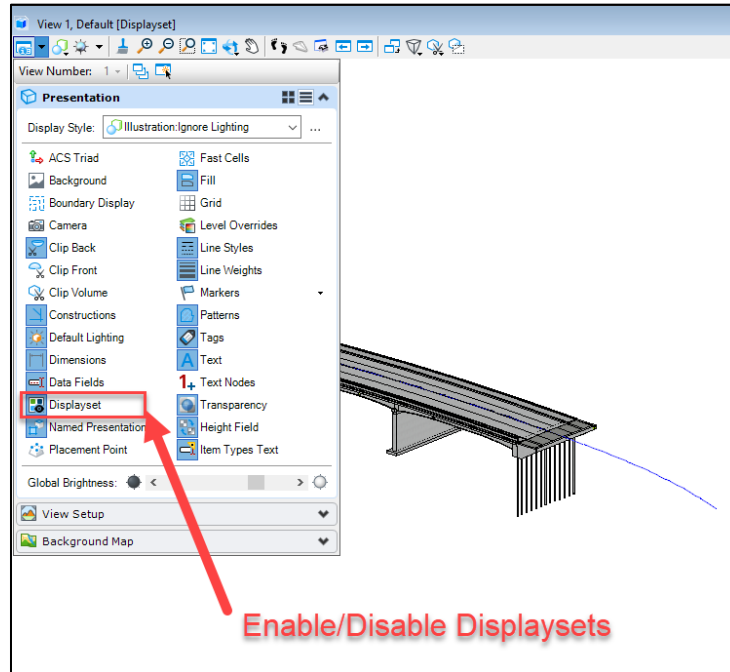 View 1, Default [Displayset]
View Number: 1
Presentation
Display Style: Illustration:Ignore Lighting ...
ACS Triad Fast Cells
Background Fill
Boundary Display Grid
Camera Level Overrides
Clip Back Line Styles
Clip Front Line Weights
Clip Volume Markers
Constructions Patterns
Default Lighting Tags
Dimensions Text
Data Fields Text Nodes
Displayset Transparency
Named Presentation Height Field
Placement Point Item Types Text
Global Brightness:
View Setup
Background Map
Enable/Disable Displaysets